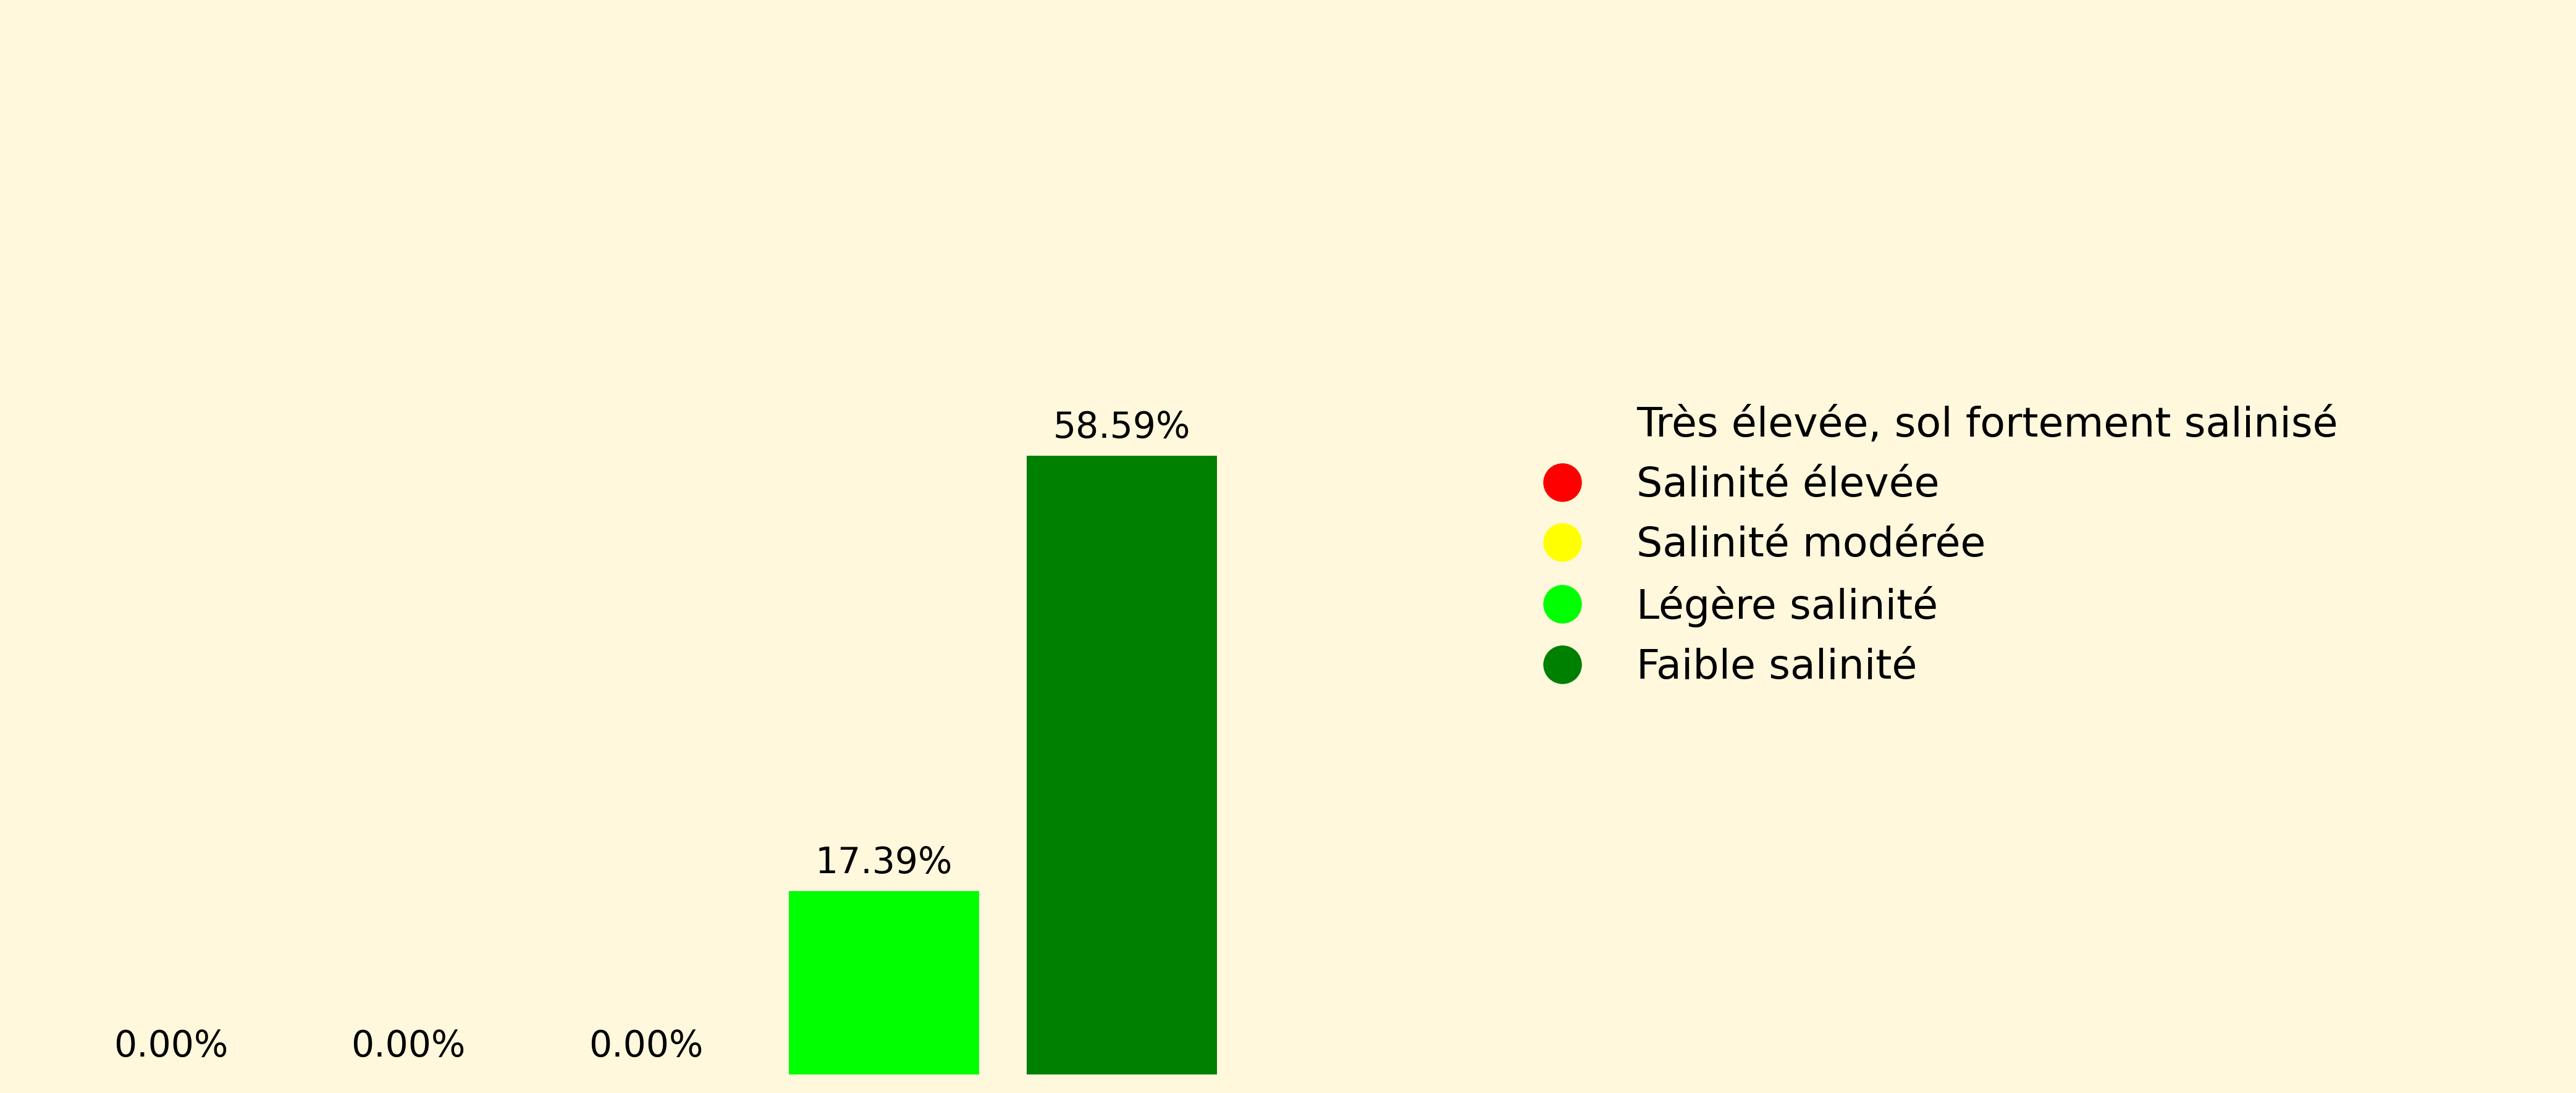 58.59%
17.39%
0.00%
0.00%
0.00%
Très élevée, sol fortement salinisé
Salinité élevée
Salinité modérée
Légère salinité
Faible salinité